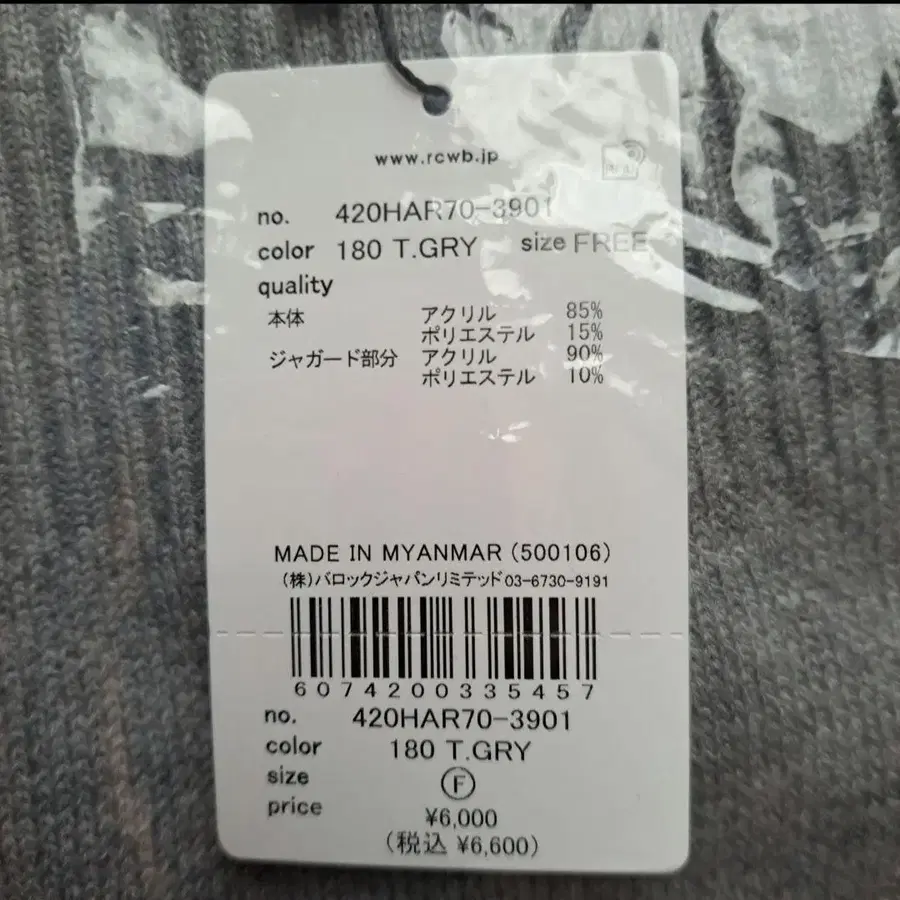 www.rcwb.jp
no. 420HAR70-3901
color 180 T.GRY size FREE
quality
本体 アクリル 85%
ポリエステル 15%
ジャガード部分 アクリル 90%
ポリエステル 10%
MADE IN MYANMAR (500106)
(株)バロックジャパンリミテッド 03-6730-9191
6074200335457
no. 420HAR70-3901
color 180 T.GRY
size F
price ¥6,000
(税込 ¥6,600)